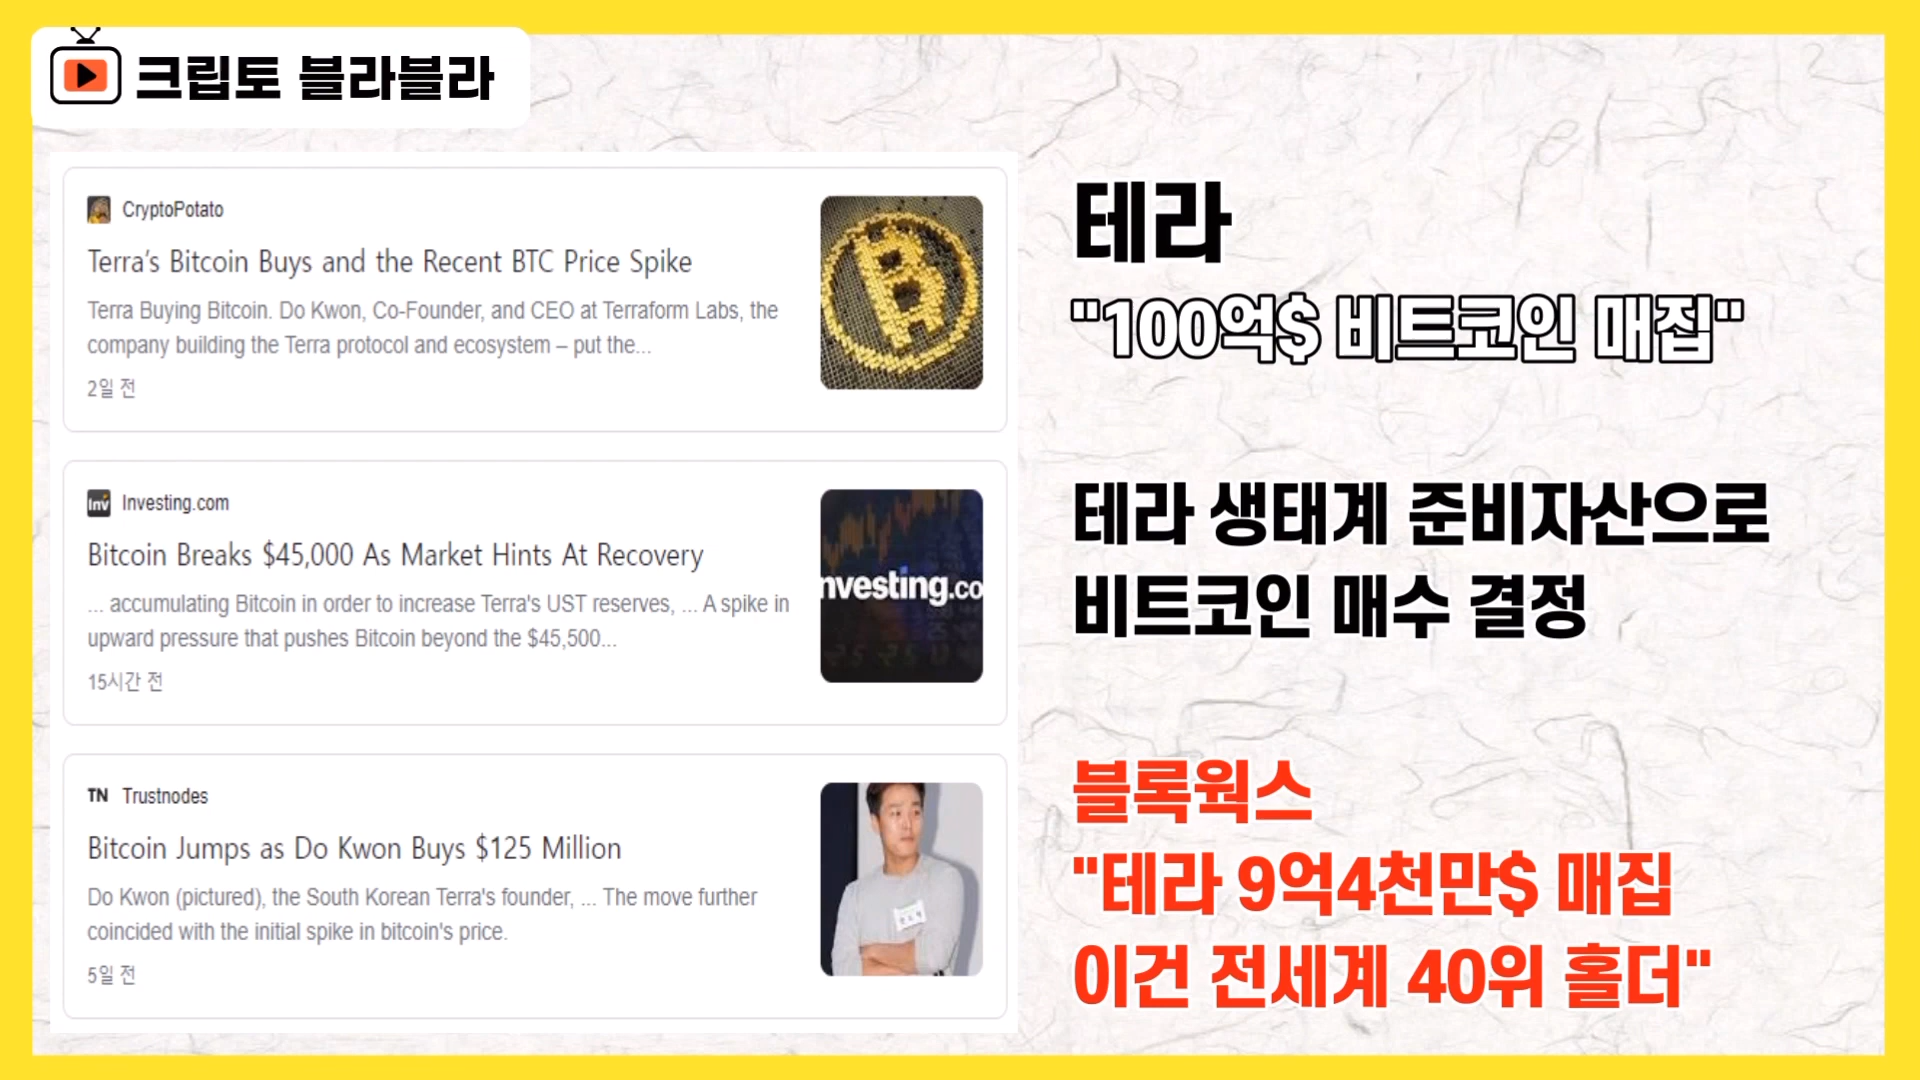 크립토 블라블라
CryptoPotato
Terra's Bitcoin Buys and the Recent BTC Price Spike
Terra Buying Bitcoin. Do Kwon, Co-Founder, and CEO at Terraform Labs, the
company building the Terra protocol and ecosystem – put the...
2일 전
Inv
Investing.com
Bitcoin Breaks $45,000 As Market Hints At Recovery
... accumulating Bitcoin in order to increase Terra's UST reserves, ... A spike in
upward pressure that pushes Bitcoin beyond the $45,500...
15시간 전
nvesting.co
TN Trustnodes
Bitcoin Jumps as Do Kwon Buys $125 Million
Do Kwon (pictured), the South Korean Terra's founder, ... The move further
coincided with the initial spike in bitcoin's price.
5일 전
테라
"100억$ 비트코인 매집"
테라 생태계 준비자산으로
비트코인 매수 결정
블록웍스
"테라 9억4천만$ 매집
이건 전세계 40위 홀더"